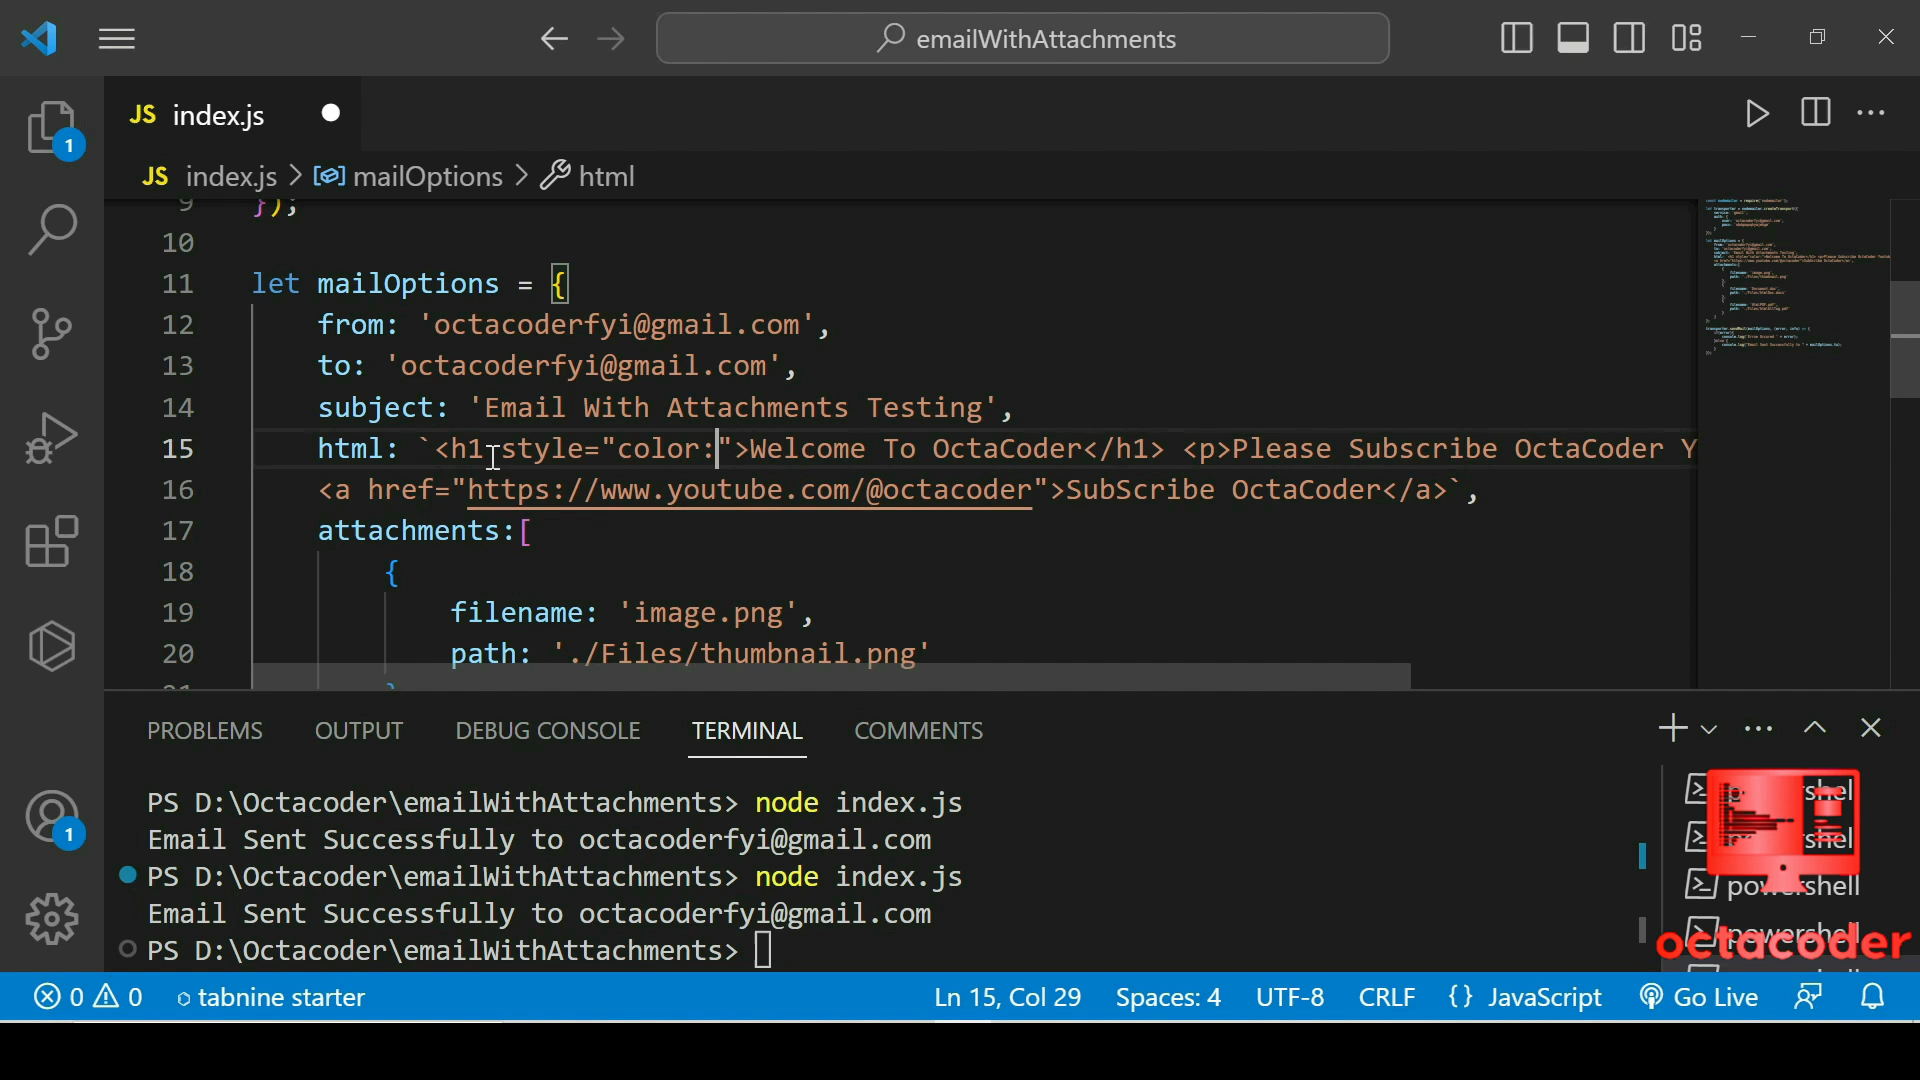 emailWithAttachments
JS index.js
1
JS index.js > mailOptions > html
9 });
10
11 let mailOptions = {
12 from: 'octacoderfyi@gmail.com',
13 to: 'octacoderfyi@gmail.com',
14 subject: 'Email With Attachments Testing',
15 html: `<h1 style="color:">Welcome To OctaCoder</h1> <p>Please Subscribe OctaCoder Y
16 <a href="https://www.youtube.com/@octacoder">SubScribe OctaCoder</a>`,
17 attachments:[
18 {
19 filename: 'image.png',
20 path: './Files/thumbnail.png'
21 }
PROBLEMS OUTPUT DEBUG CONSOLE TERMINAL COMMENTS
PS D:\Octacoder\emailWithAttachments> node index.js
Email Sent Successfully to octacoderfyi@gmail.com
PS D:\Octacoder\emailWithAttachments> node index.js
Email Sent Successfully to octacoderfyi@gmail.com
PS D:\Octacoder\emailWithAttachments>
powershell
octacoder
1
0 0 tabnine starter Ln 15, Col 29 Spaces: 4 UTF-8 CRLF {} JavaScript Go Live